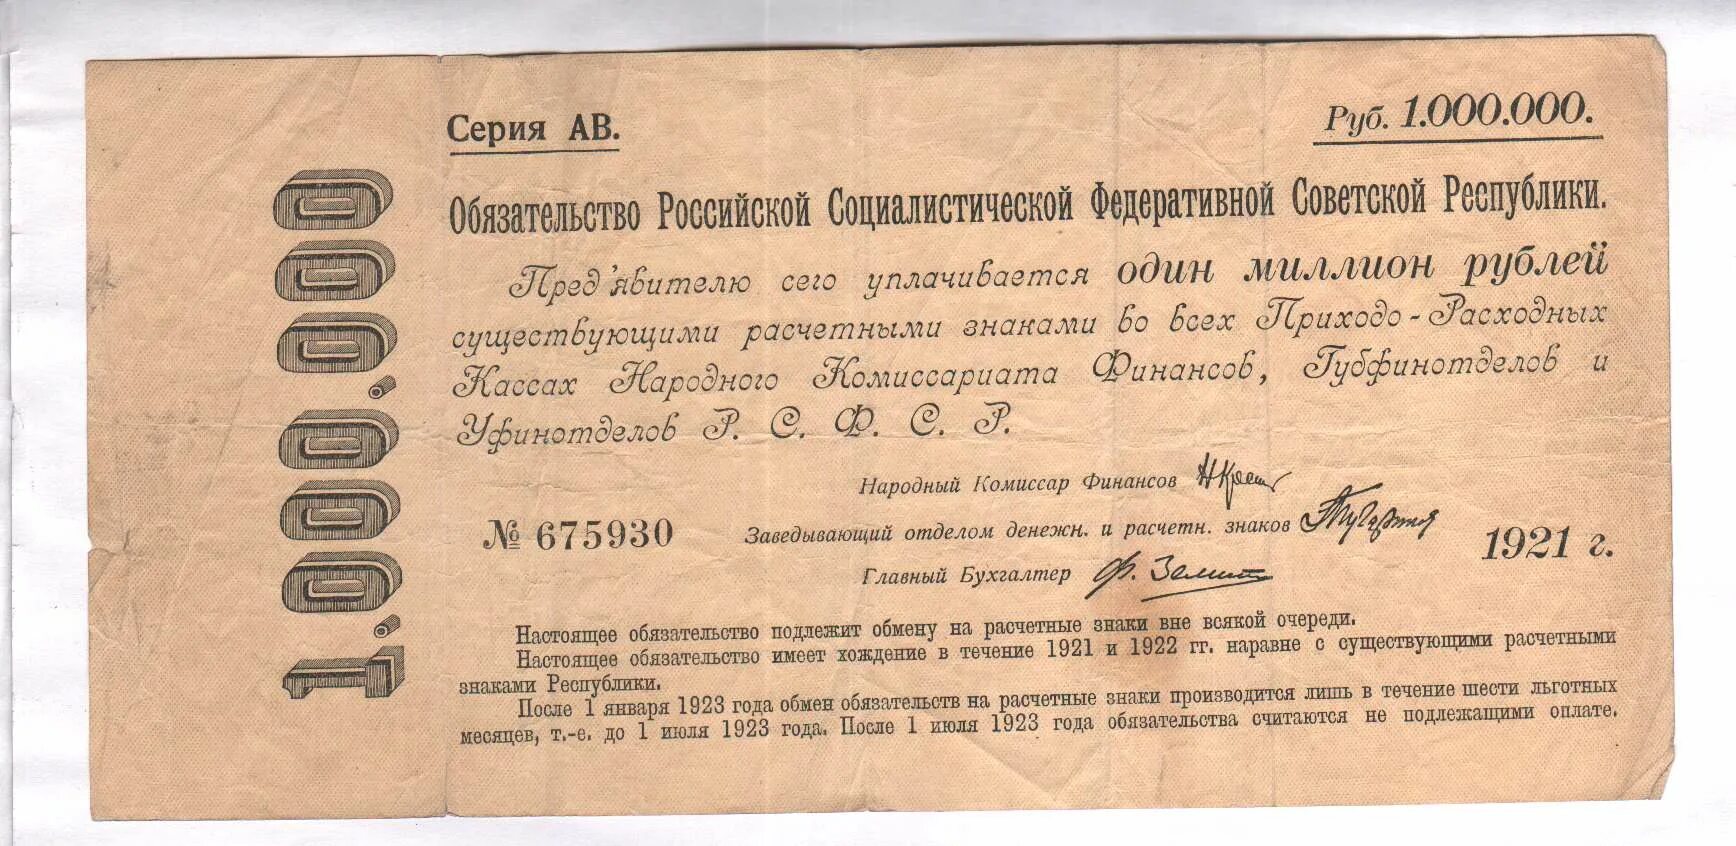 Серия АВ.
Руб. 1.000.000.
1.000.000
Обязательство Российской Социалистической Федеративной Советской Республики.
Пред'явителю сего уплачивается один миллион рублей
существующими расчетными знаками во всех Приходо-Расходных
Кассах Народного Комиссариата Финансов, Губфинотделов и
Уфинотделов Р. С. Ф. С. Р.
Народный Комиссар Финансов
№ 675930
Заведывающий отделом денежн. и расчетн. знаков
1921 г.
Главный Бухгалтер
Настоящее обязательство подлежит обмену на расчетные знаки вне всякой очереди.
Настоящее обязательство имеет хождение в течение 1921 и 1922 гг. наравне с существующими расчетными
знаками Республики.
После 1 января 1923 года обмен обязательств на расчетные знаки производится лишь в течение шести льготных
месяцев, т.-е. до 1 июля 1923 года. После 1 июля 1923 года обязательства считаются не подлежащими оплате.